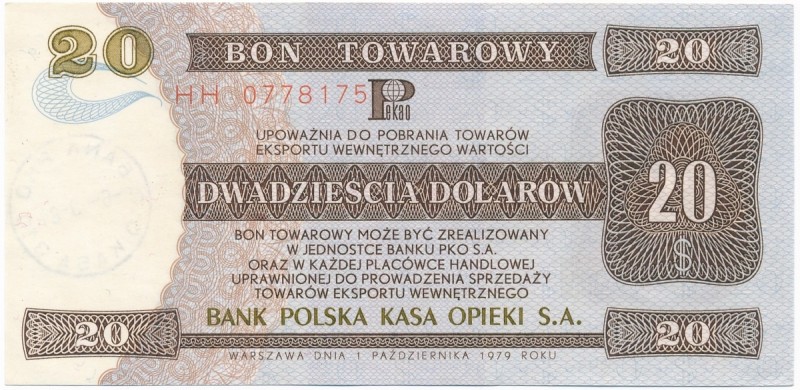 20 BON TOWAROWY 20
HH 0778175
Pekao
UPOWAŻNIA DO POBRANIA TOWARÓW
EKSPORTU WEWNĘTRZNEGO WARTOŚCI
DWADZIEŚCIA DOLARÓW
20
$
BON TOWAROWY MOŻE BYĆ ZREALIZOWANY
W JEDNOSTCE BANKU PKO S.A.
ORAZ W KAŻDEJ PLACÓWCE HANDLOWEJ
UPRAWNIONEJ DO PROWADZENIA SPRZEDAŻY
TOWARÓW EKSPORTU WEWNĘTRZNEGO
20 BANK POLSKA KASA OPIEKI S.A. 20
WARSZAWA DNIA 1 PAŹDZIERNIKA 1979 ROKU